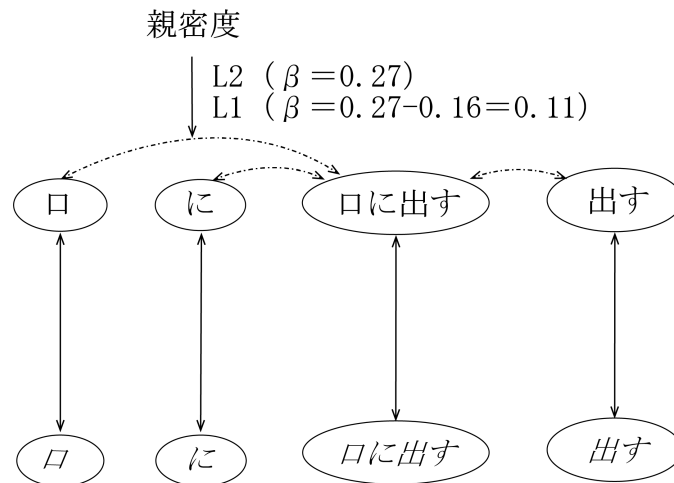 親密度
L2 (β=0.27)
L1 (β=0.27-0.16=0.11)
口 に 口に出す 出す
口 に 口に出す 出す